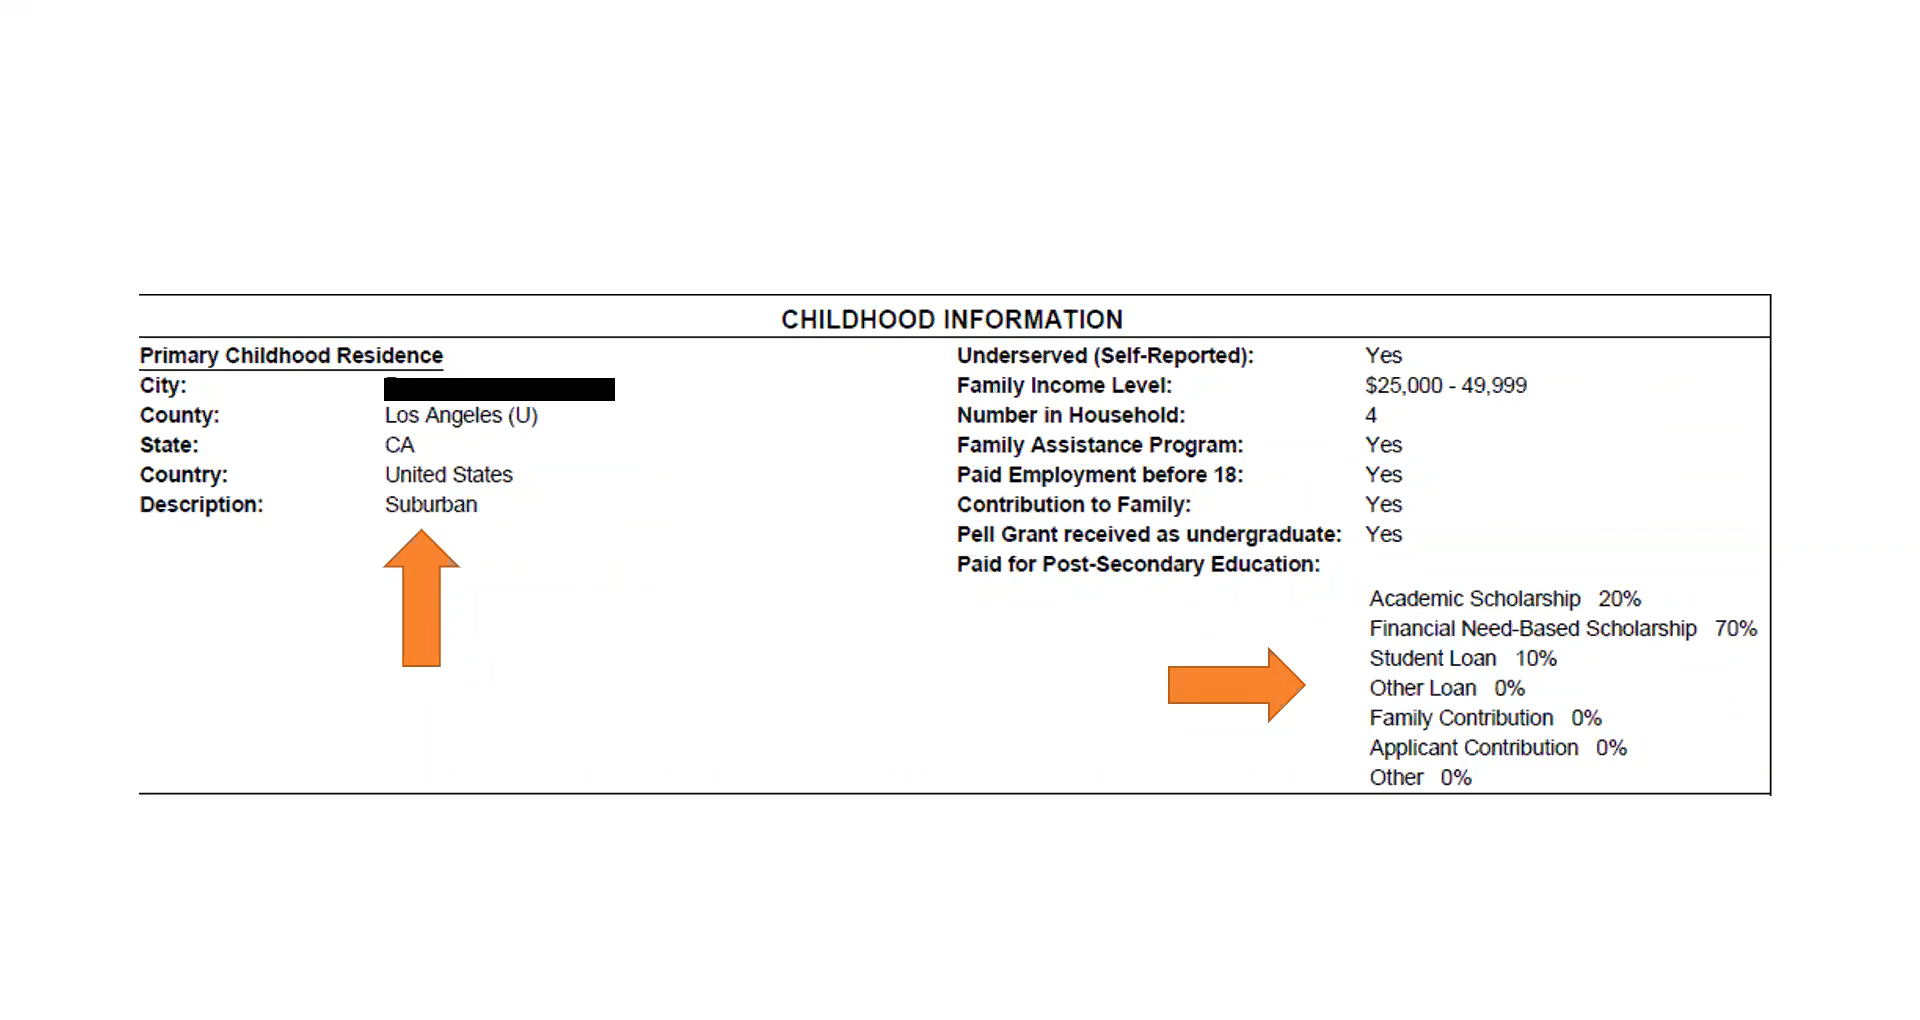 CHILDHOOD INFORMATION
Primary Childhood Residence
City:
County: Los Angeles (U)
State: CA
Country: United States
Description: Suburban
Underserved (Self-Reported): Yes
Family Income Level: $25,000 - 49,999
Number in Household: 4
Family Assistance Program: Yes
Paid Employment before 18: Yes
Contribution to Family: Yes
Pell Grant received as undergraduate: Yes
Paid for Post-Secondary Education:
Academic Scholarship 20%
Financial Need-Based Scholarship 70%
Student Loan 10%
Other Loan 0%
Family Contribution 0%
Applicant Contribution 0%
Other 0%